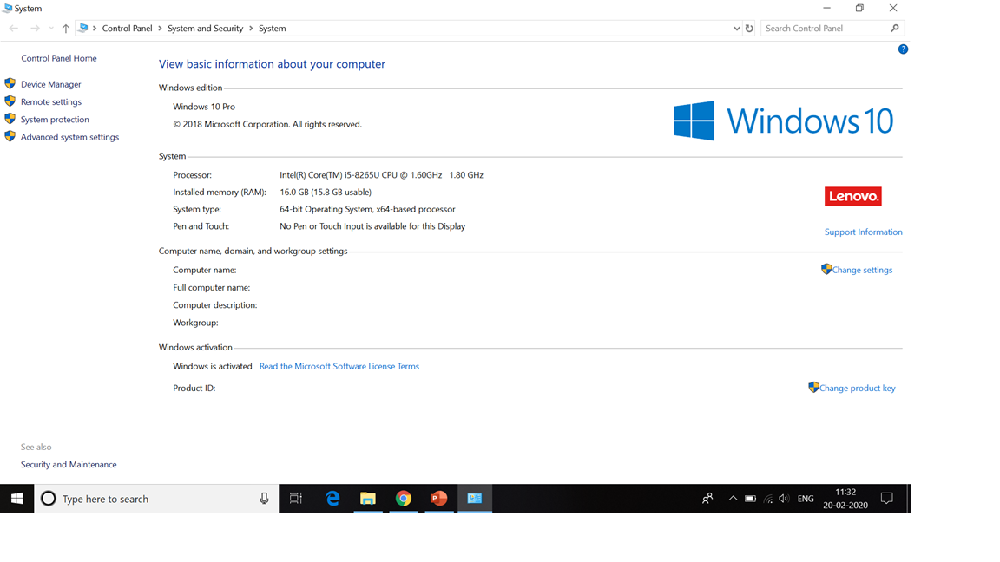 System
Control Panel > System and Security > System
Search Control Panel
?
Control Panel Home
Device Manager
Remote settings
System protection
Advanced system settings
View basic information about your computer
Windows edition
Windows 10 Pro
© 2018 Microsoft Corporation. All rights reserved.
Windows 10
System
Processor: Intel(R) Core(TM) i5-8265U CPU @ 1.60GHz 1.80 GHz
Installed memory (RAM): 16.0 GB (15.8 GB usable)
System type: 64-bit Operating System, x64-based processor
Pen and Touch: No Pen or Touch Input is available for this Display
Lenovo.
Support Information
Computer name, domain, and workgroup settings
Computer name:
Change settings
Full computer name:
Computer description:
Workgroup:
Windows activation
Windows is activated Read the Microsoft Software License Terms
Product ID:
Change product key
See also
Security and Maintenance
Type here to search
P
ENG
11:32
20-02-2020